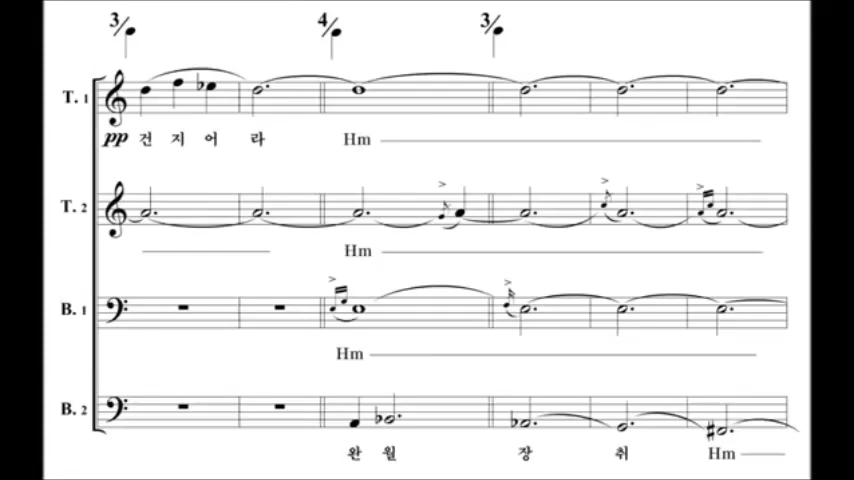 3/ 4/ 3/
T. 1
pp 건 지 어 라 Hm
T. 2
Hm
B. 1
Hm
B. 2
완 월 장 취 Hm